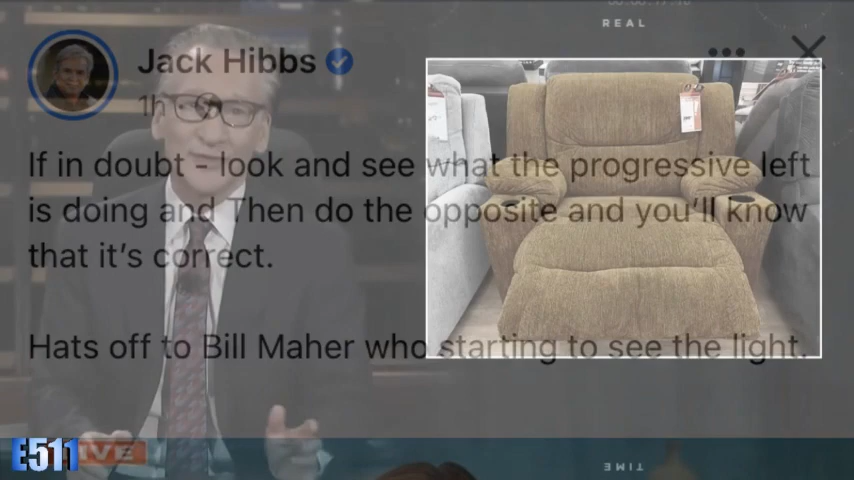 REAL
Jack Hibbs
1h
If in doubt - look and see what the progressive left
is doing and Then do the opposite and you'll know
that it's correct.
Hats off to Bill Maher who starting to see the light.
E511
TIME